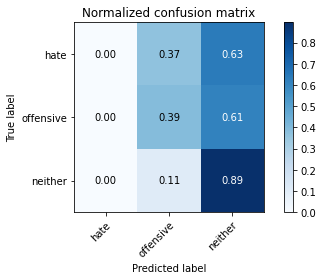 Normalized confusion matrix
True label
hate
0.00
0.37
0.63
offensive
0.00
0.39
0.61
neither
0.00
0.11
0.89
hate
offensive
neither
Predicted label
0.8
0.7
0.6
0.5
0.4
0.3
0.2
0.1
0.0